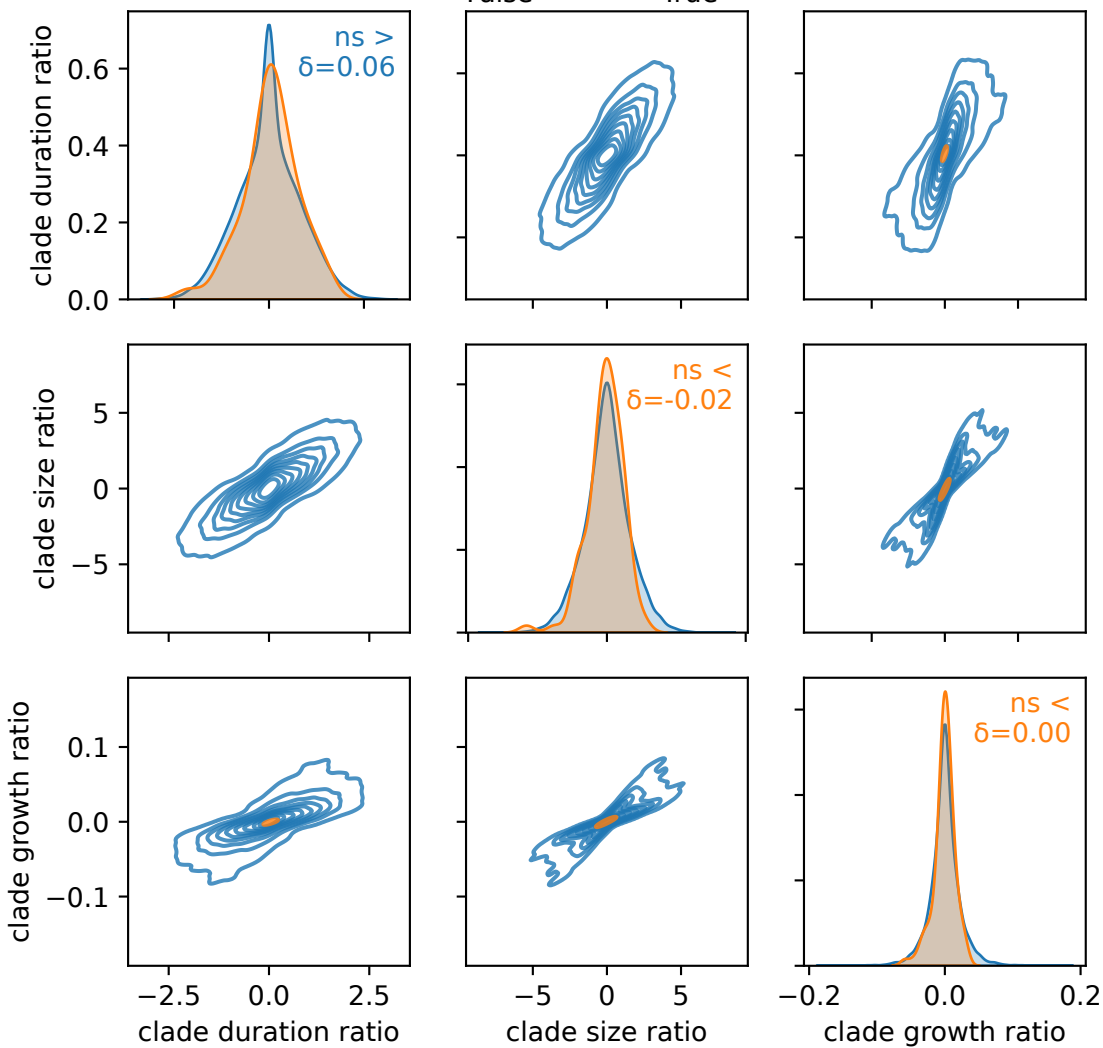 clade duration ratio
0.6
0.4
0.2
0.0
ns >
δ=0.06
clade size ratio
5
0
−5
ns <
δ=-0.02
clade growth ratio
0.1
0.0
−0.1
ns <
δ=0.00
−2.5 0.0 2.5
−5 0 5
−0.2 0.0 0.2
clade duration ratio
clade size ratio
clade growth ratio